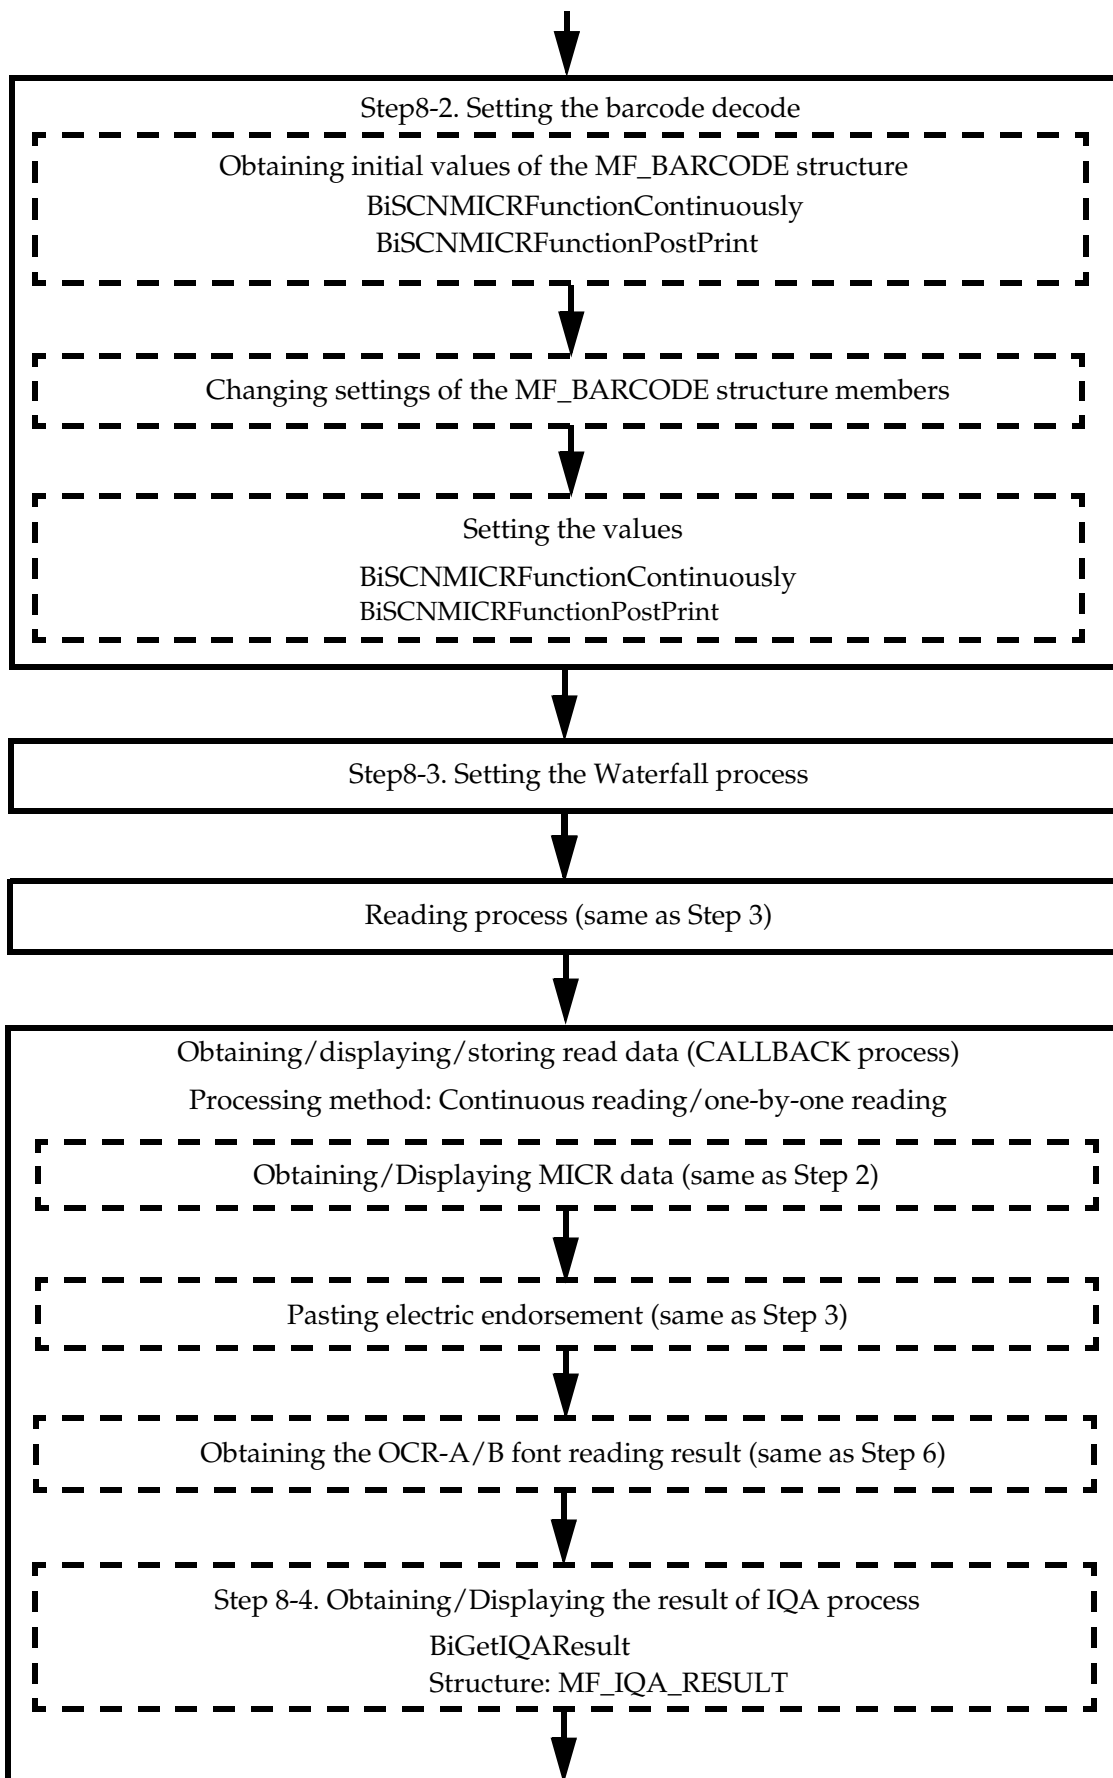 Step8-2. Setting the barcode decode
Obtaining initial values of the MF_BARCODE structure
BiSCNMICRFunctionContinuously
BiSCNMICRFunctionPostPrint
Changing settings of the MF_BARCODE structure members
Setting the values
BiSCNMICRFunctionContinuously
BiSCNMICRFunctionPostPrint
Step8-3. Setting the Waterfall process
Reading process (same as Step 3)
Obtaining/displaying/storing read data (CALLBACK process)
Processing method: Continuous reading/one-by-one reading
Obtaining/Displaying MICR data (same as Step 2)
Pasting electric endorsement (same as Step 3)
Obtaining the OCR-A/B font reading result (same as Step 6)
Step 8-4. Obtaining/Displaying the result of IQA process
BiGetIQAResult
Structure: MF_IQA_RESULT